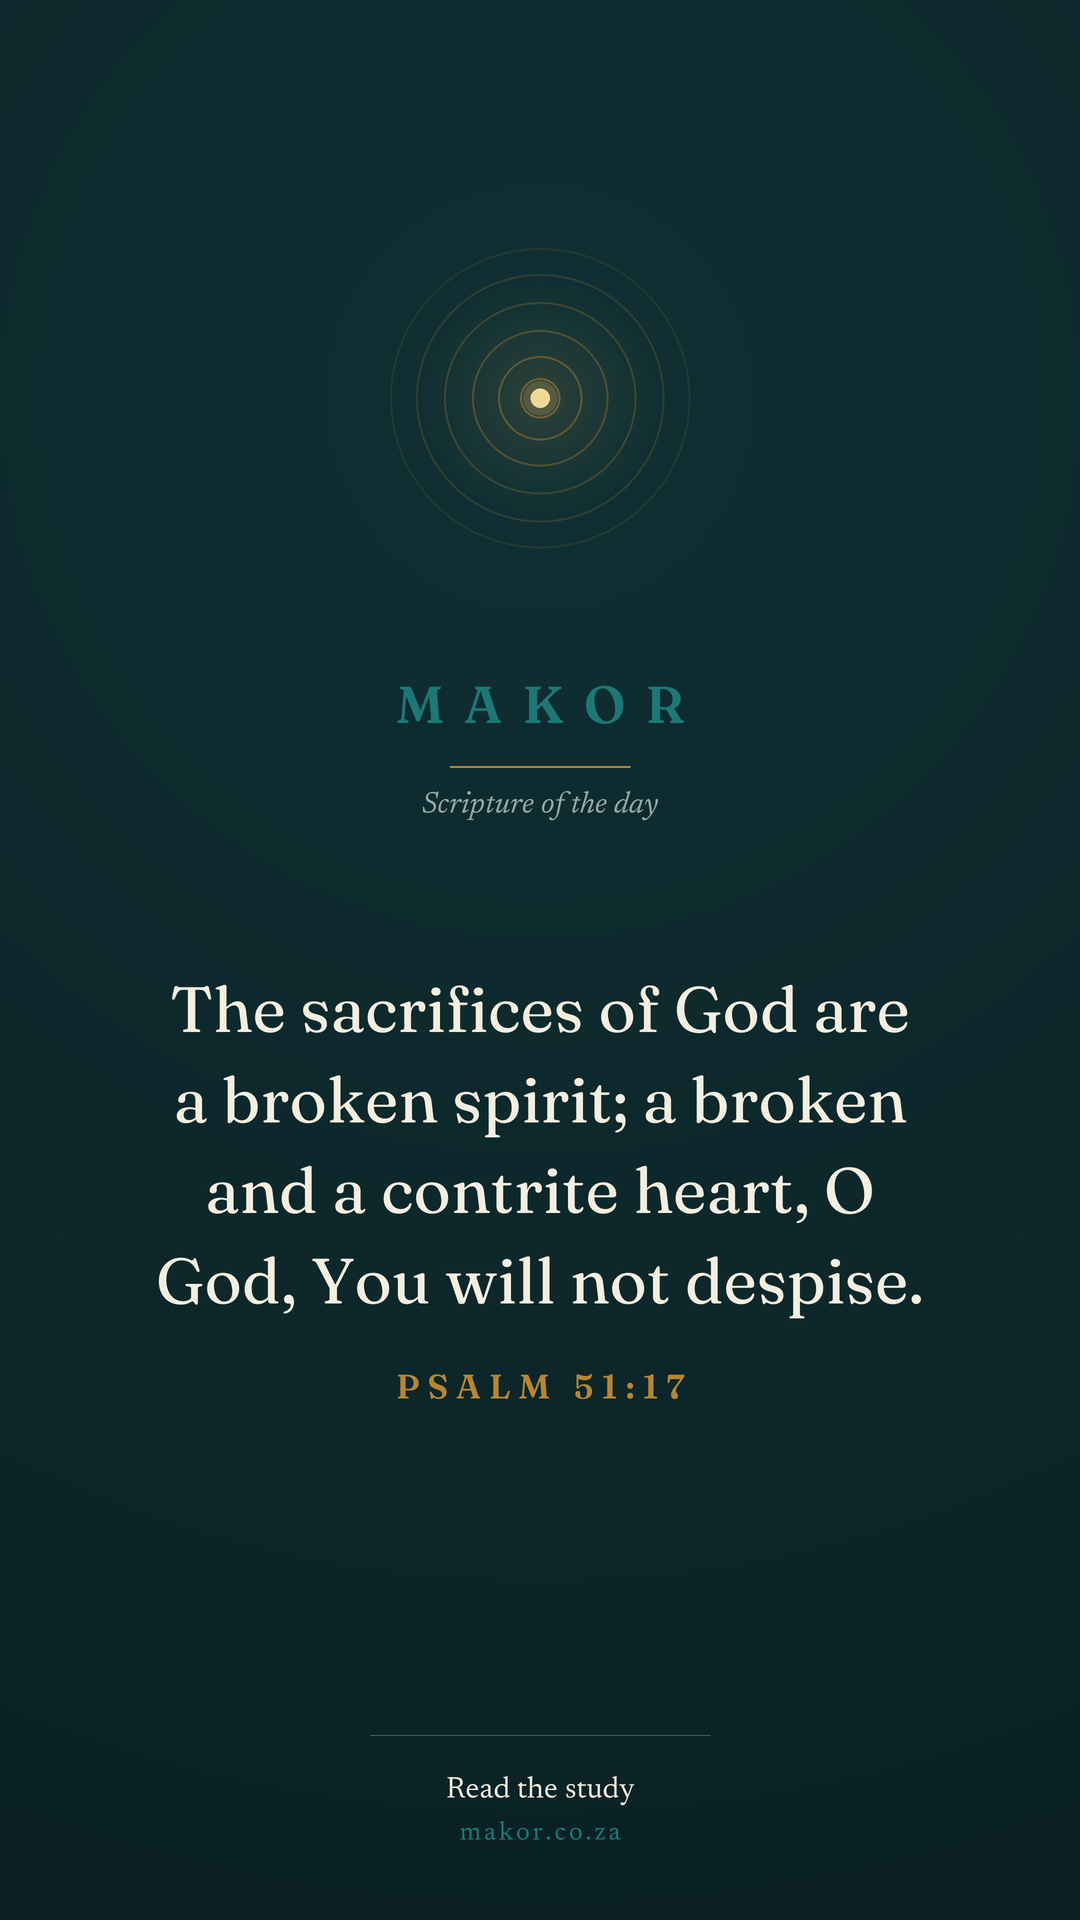 MAKOR
Scripture of the day
The sacrifices of God are
a broken spirit; a broken
and a contrite heart, O
God, You will not despise.
PSALM 51:17
Read the study
makor.co.za